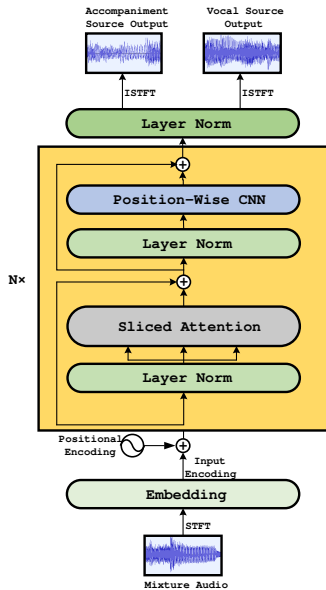 Accompaniment
Source Output
Vocal Source
Output
ISTFT
ISTFT
Layer Norm
Position-Wise CNN
Layer Norm
N×
Sliced Attention
Layer Norm
Positional
Encoding
Input
Encoding
Embedding
STFT
Mixture Audio